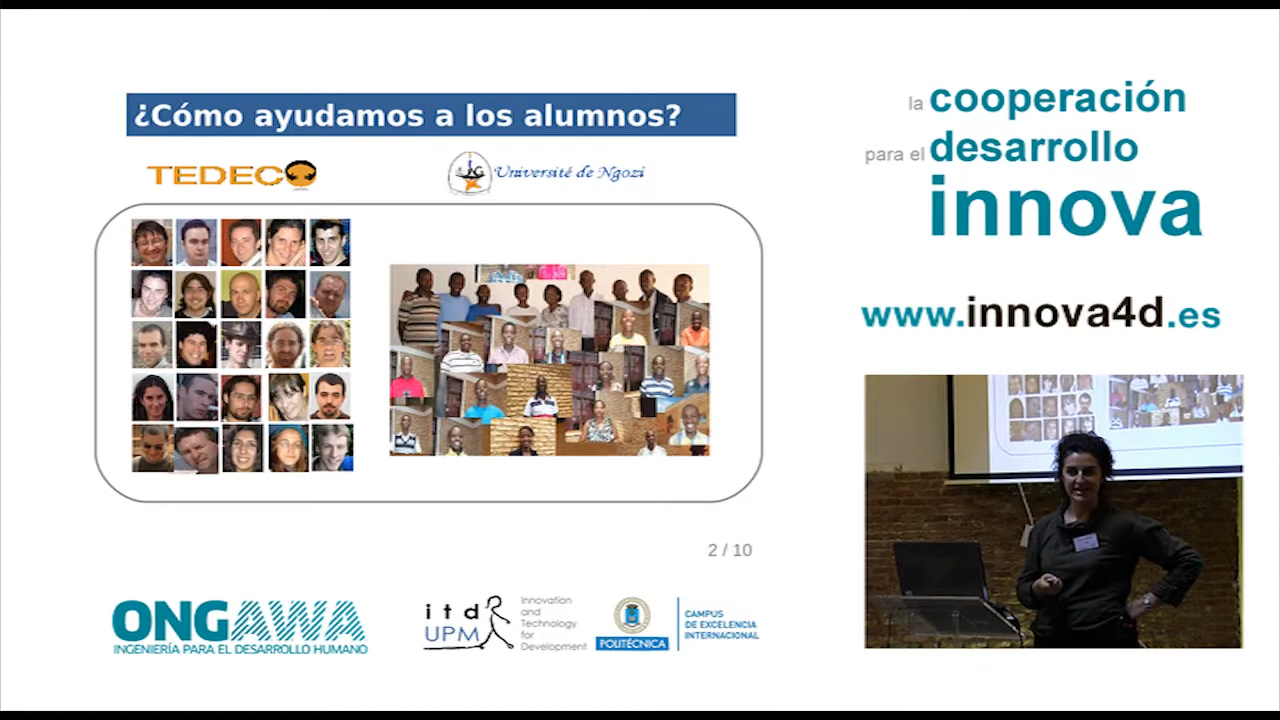 ¿Cómo ayudamos a los alumnos?
TEDECO
Université de Ngozi
2 / 10
ONGAWA
INGENIERÍA PARA EL DESARROLLO HUMANO
itd
UPM
Innovation
and
Technology
for
Development
POLITÉCNICA
CAMPUS
DE EXCELENCIA
INTERNACIONAL
la cooperación
para el desarrollo
innova
www.innova4d.es